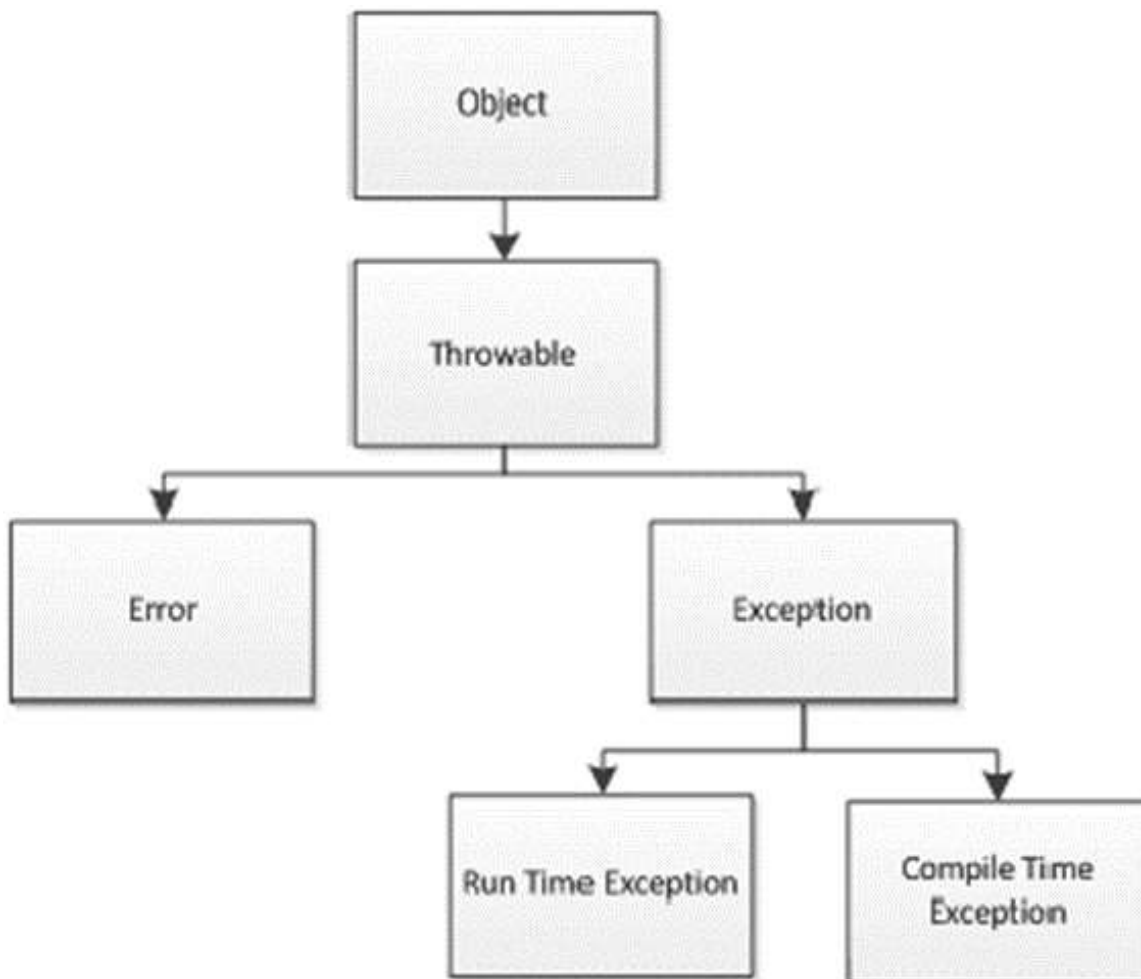 Object
Throwable
Error
Exception
Run Time Exception
Compile Time
Exception